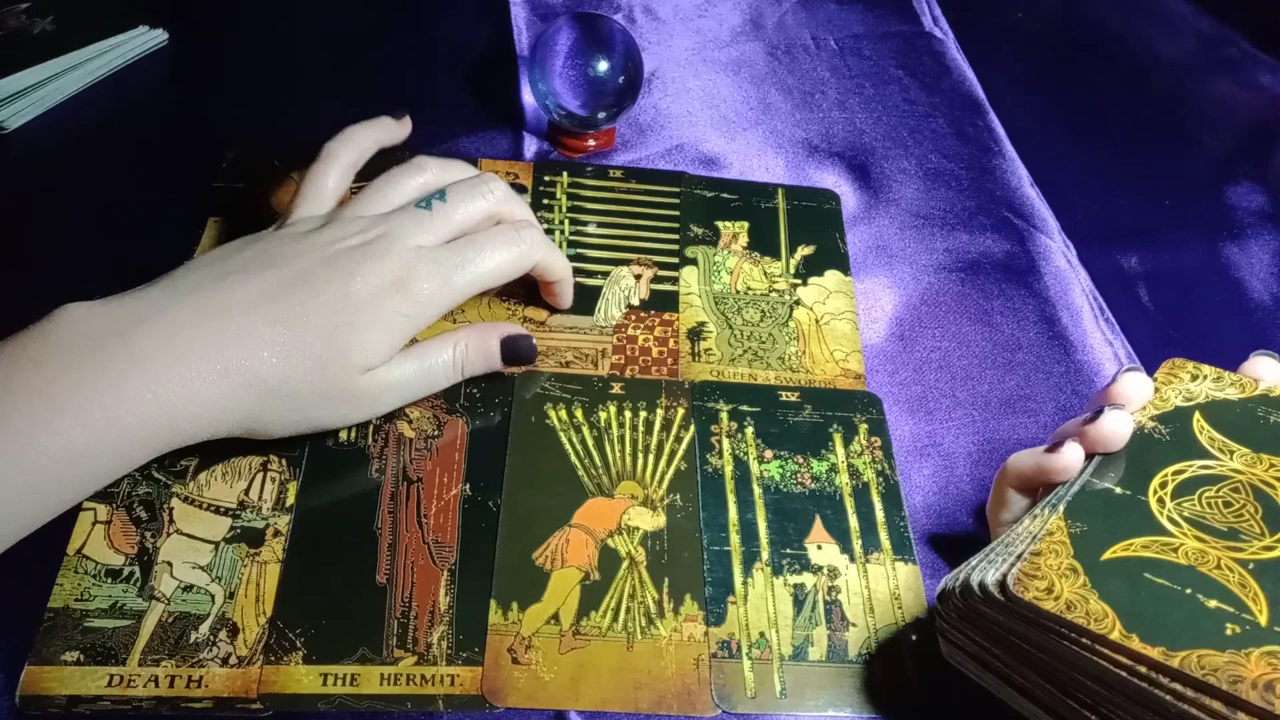 IX
QUEEN of SWORDS.
X
IV
DEATH.
THE HERMIT.